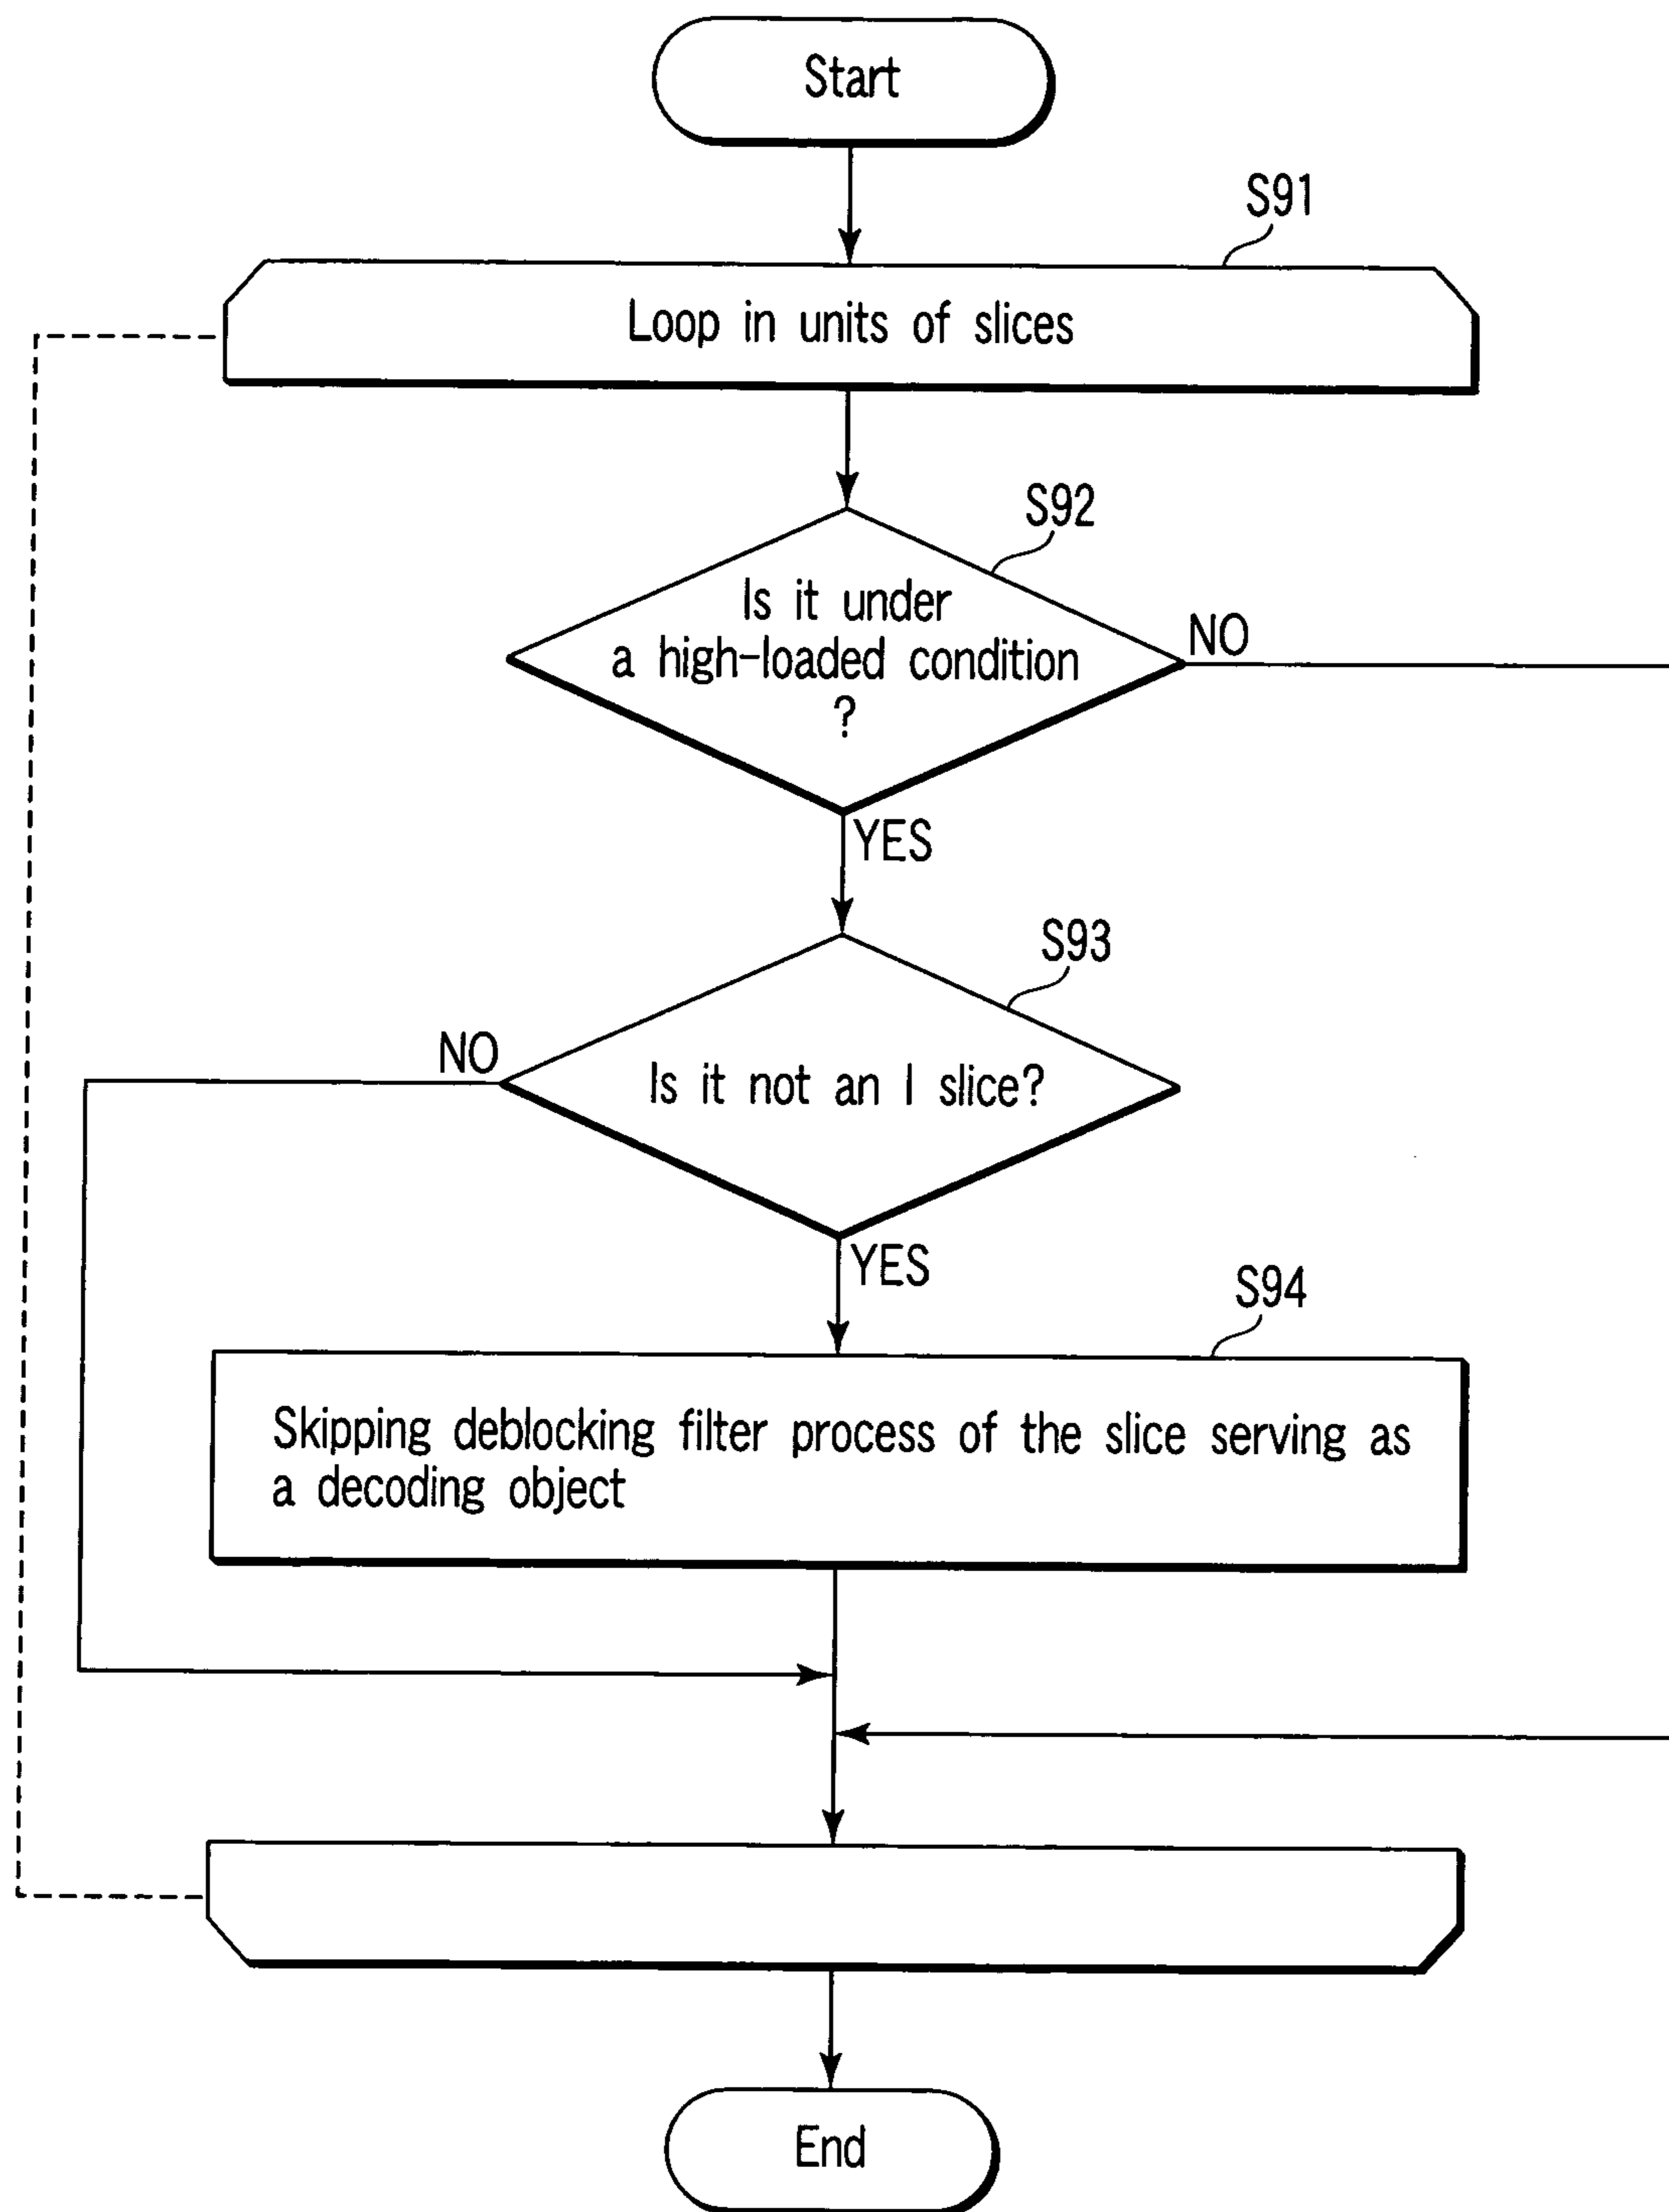 Start
S91
Loop in units of slices
S92
Is it under
a high-loaded condition
?
NO
YES
S93
NO
Is it not an I slice?
YES
S94
Skipping deblocking filter process of the slice serving as
a decoding object
End